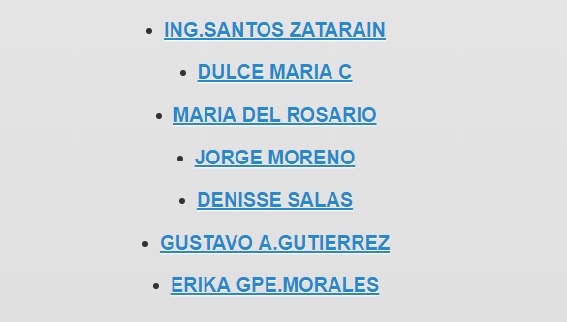 ING.SANTOS ZATARAIN
DULCE MARIA C
MARIA DEL ROSARIO
JORGE MORENO
DENISSE SALAS
GUSTAVO A.GUTIERREZ
ERIKA GPE.MORALES